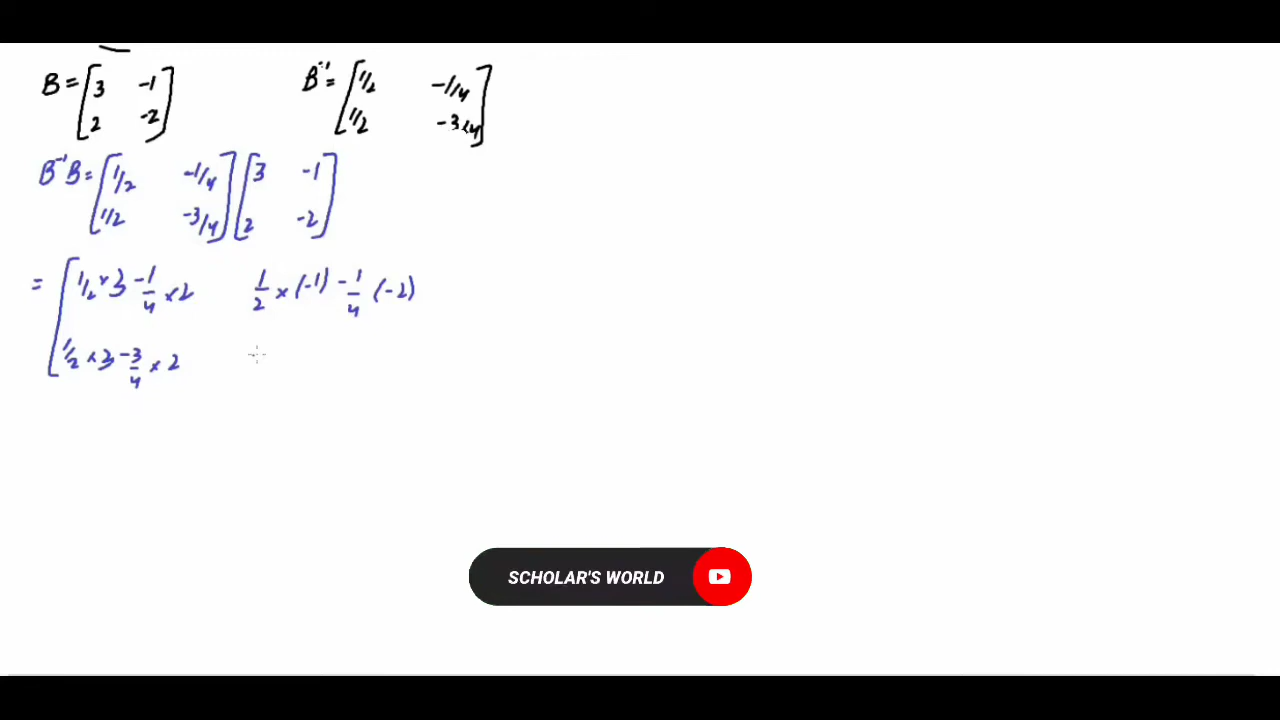 B = [3 -1 B⁻¹ = [1/2 -1/4
2 -2] 1/2 -3/4]
B⁻¹B = [1/2 -1/4] [3 -1]
[1/2 -3/4] [2 -2]
= [1/2 × 3 - 1/4 × 2 1/2 × (-1) - 1/4 (-2)
1/2 × 3 - 3/4 × 2
SCHOLAR'S WORLD